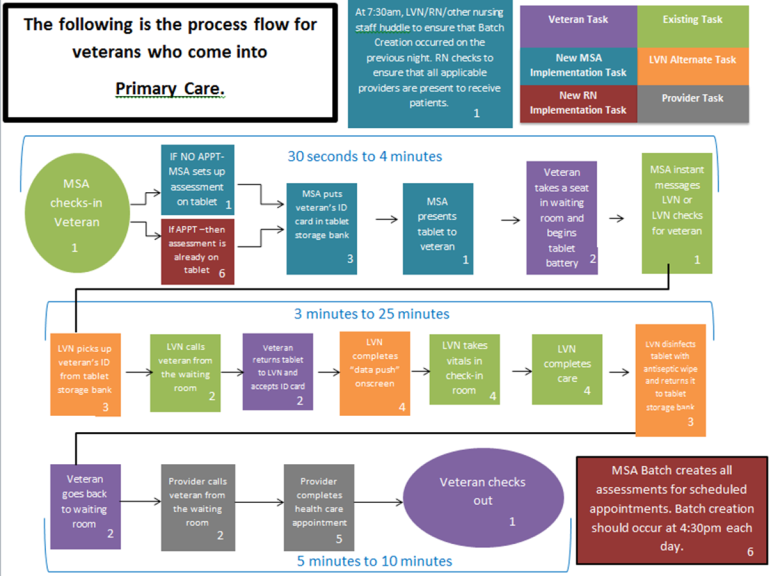 The following is the process flow for
veterans who come into
Primary Care.
At 7:30am, LVN/RN/other nursing
staff huddle to ensure that Batch
Creation occurred on the
previous night. RN checks to
ensure that all applicable
providers are present to receive
patients.
1
Veteran Task
Existing Task
New MSA
Implementation Task
LVN Alternate Task
New RN
Implementation Task
Provider Task
30 seconds to 4 minutes
MSA
checks-in
Veteran
1
IF NO APPT-
MSA sets up
assessment
on tablet
1
If APPT –then
assessment is
already on
tablet
6
MSA puts
veteran's ID
card in tablet
storage bank
3
MSA
presents
tablet to
veteran
1
Veteran
takes a seat
in waiting
room and
begins
tablet
battery
2
MSA instant
messages
LVN or
LVN checks
for veteran
1
3 minutes to 25 minutes
LVN picks up
veteran's ID
from tablet
storage bank
3
LVN calls
veteran from
the waiting
room
2
Veteran
returns tablet
to LVN and
accepts ID card
2
LVN
completes
"data push"
onscreen
4
LVN takes
vitals in
check-in
room
4
LVN
completes
care
4
LVN disinfects
tablet with
antiseptic wipe
and returns it
to tablet
storage bank
3
Veteran
goes back
to waiting
room
2
Provider calls
veteran from
the waiting
room
2
Provider
completes
health care
appointment
5
Veteran checks
out
1
MSA Batch creates all
assessments for scheduled
appointments. Batch creation
should occur at 4:30pm each
day.
6
5 minutes to 10 minutes